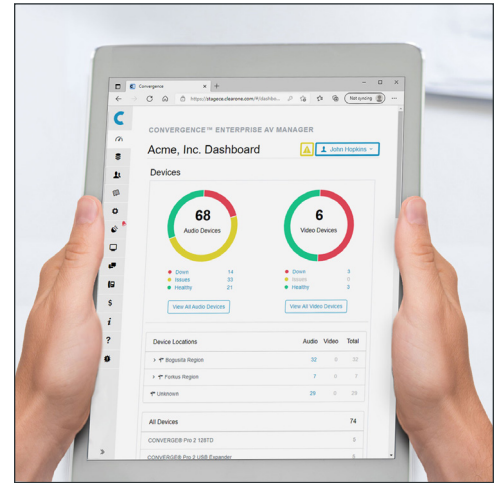 Convergence
https://stagece.clearone.com/#/dashbo...
Not syncing
CONVERGENCE™ ENTERPRISE AV MANAGER
Acme, Inc. Dashboard
John Hopkins
Devices
68
Audio Devices
6
Video Devices
Down 14
Issues 33
Healthy 21
Down 3
Issues 0
Healthy 3
View All Audio Devices
View All Video Devices
Device Locations Audio Video Total
Bogusita Region 32 0 32
Forkus Region 7 0 7
Unknown 29 0 29
All Devices 74
CONVERGE® Pro 2 128TD
CONVERGE® Pro 2 USB Expander